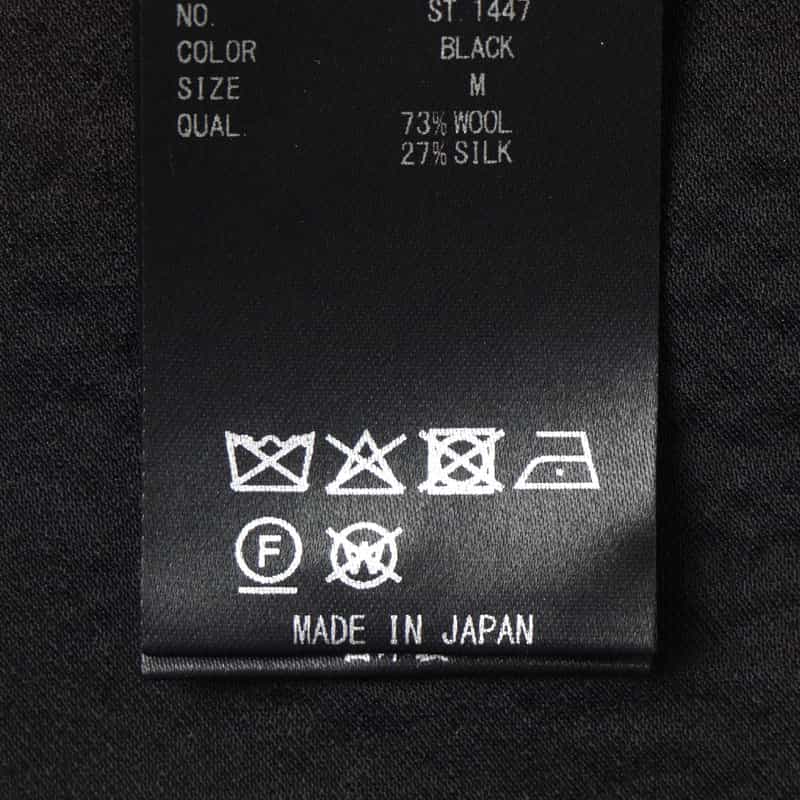 NO. ST.1447
COLOR BLACK
SIZE M
QUAL. 73% WOOL
27% SILK
F W
MADE IN JAPAN